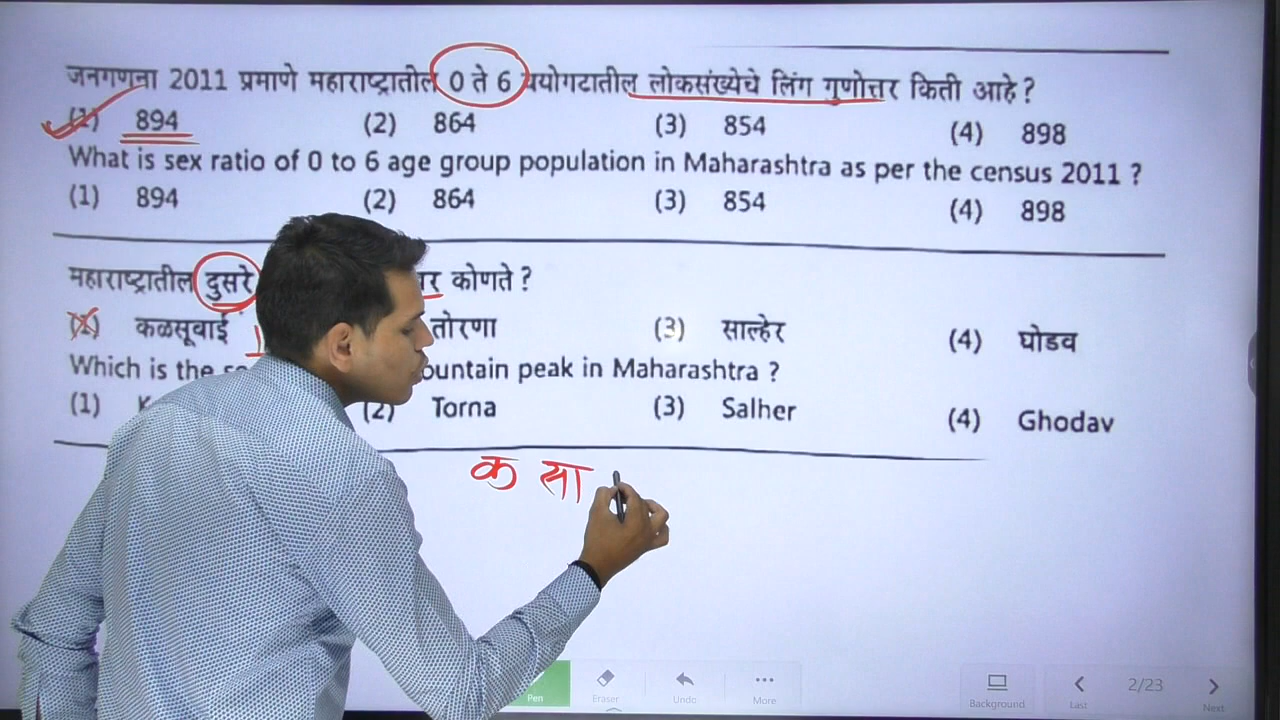 जनगणना 2011 प्रमाणे महाराष्ट्रातील 0 ते 6 वयोगटातील लोकसंख्येचे लिंग गुणोत्तर किती आहे ?
(1) 894 (2) 864 (3) 854 (4) 898
What is sex ratio of 0 to 6 age group population in Maharashtra as per the census 2011 ?
(1) 894 (2) 864 (3) 854 (4) 898
महाराष्ट्रातील दुसरे कोणते ?
(1) कळसूवाई तोरणा (3) साल्हेर (4) घोडव
Which is the peak in Maharashtra ?
(1) (2) Torna (3) Salher (4) Ghodav
क सा
Pen Eraser Undo More Background Last 2/23 Next